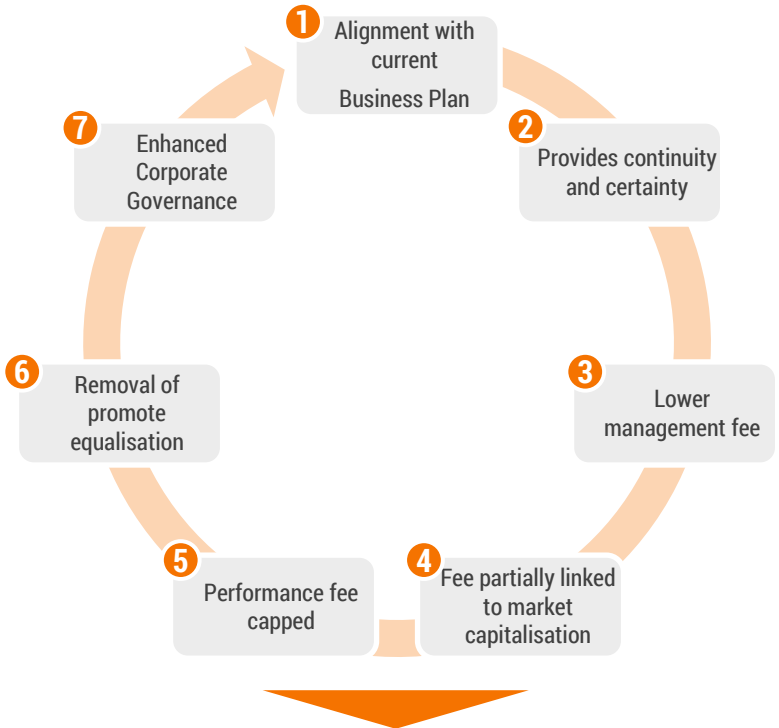 1
Alignment with
current
Business Plan
2
Provides continuity
and certainty
3
Lower
management fee
4
Fee partially linked
to market
capitalisation
5
Performance fee
capped
6
Removal of
promote
equalisation
7
Enhanced
Corporate
Governance